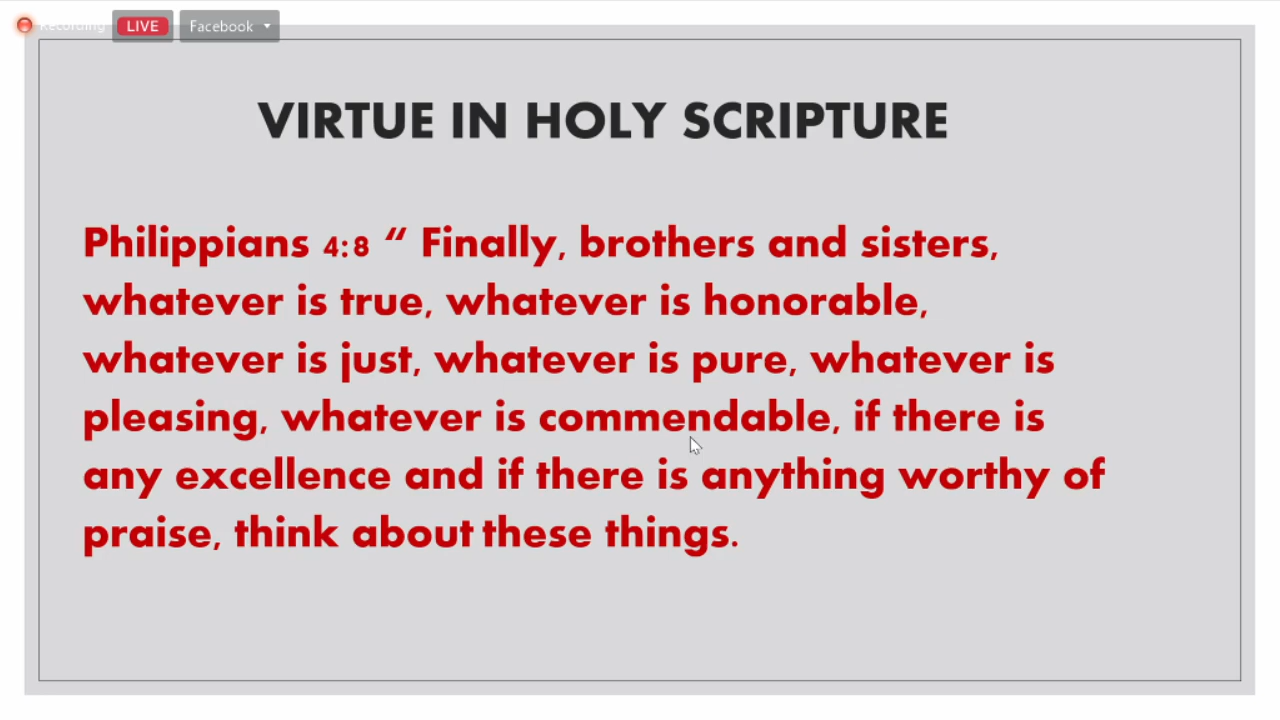 Recording LIVE Facebook
VIRTUE IN HOLY SCRIPTURE
Philippians 4:8 “ Finally, brothers and sisters,
whatever is true, whatever is honorable,
whatever is just, whatever is pure, whatever is
pleasing, whatever is commendable, if there is
any excellence and if there is anything worthy of
praise, think about these things.